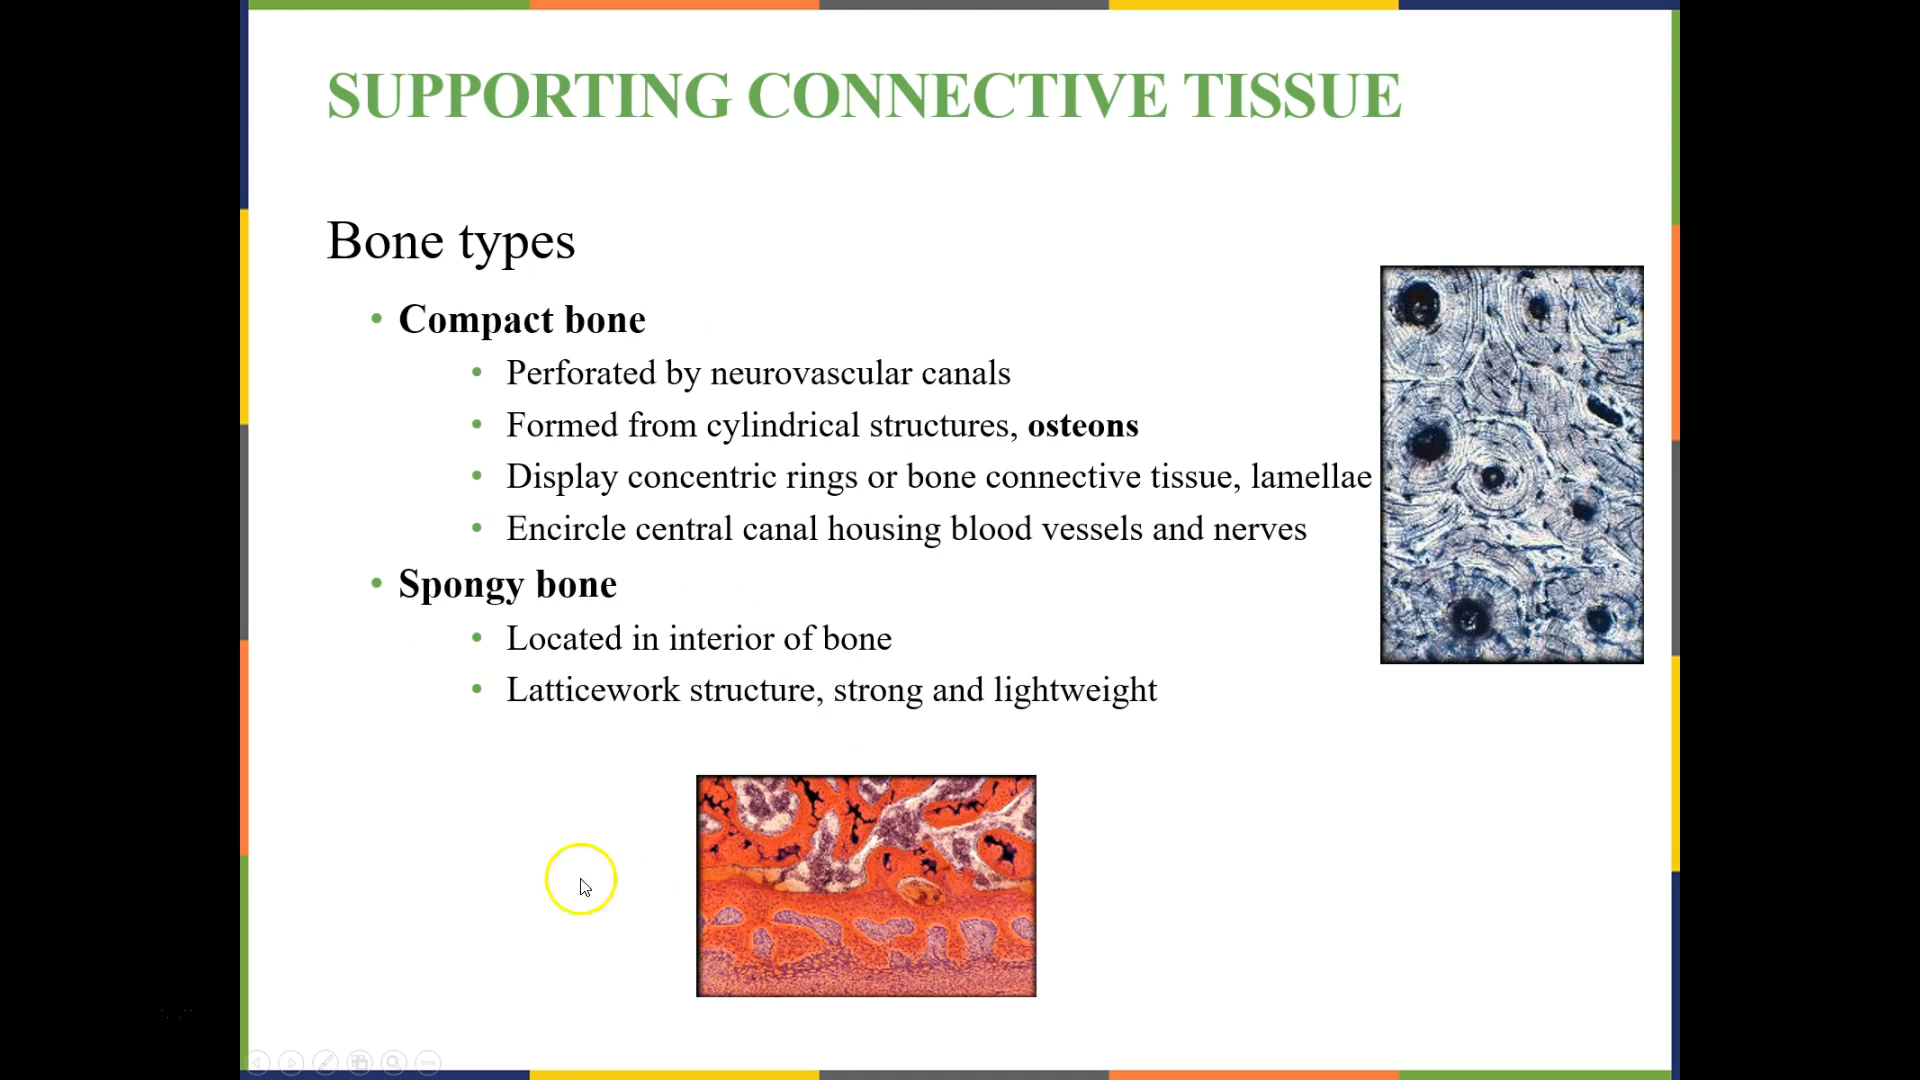 SUPPORTING CONNECTIVE TISSUE
Bone types
• Compact bone
• Perforated by neurovascular canals
• Formed from cylindrical structures, osteons
• Display concentric rings or bone connective tissue, lamellae
• Encircle central canal housing blood vessels and nerves
• Spongy bone
• Located in interior of bone
• Latticework structure, strong and lightweight